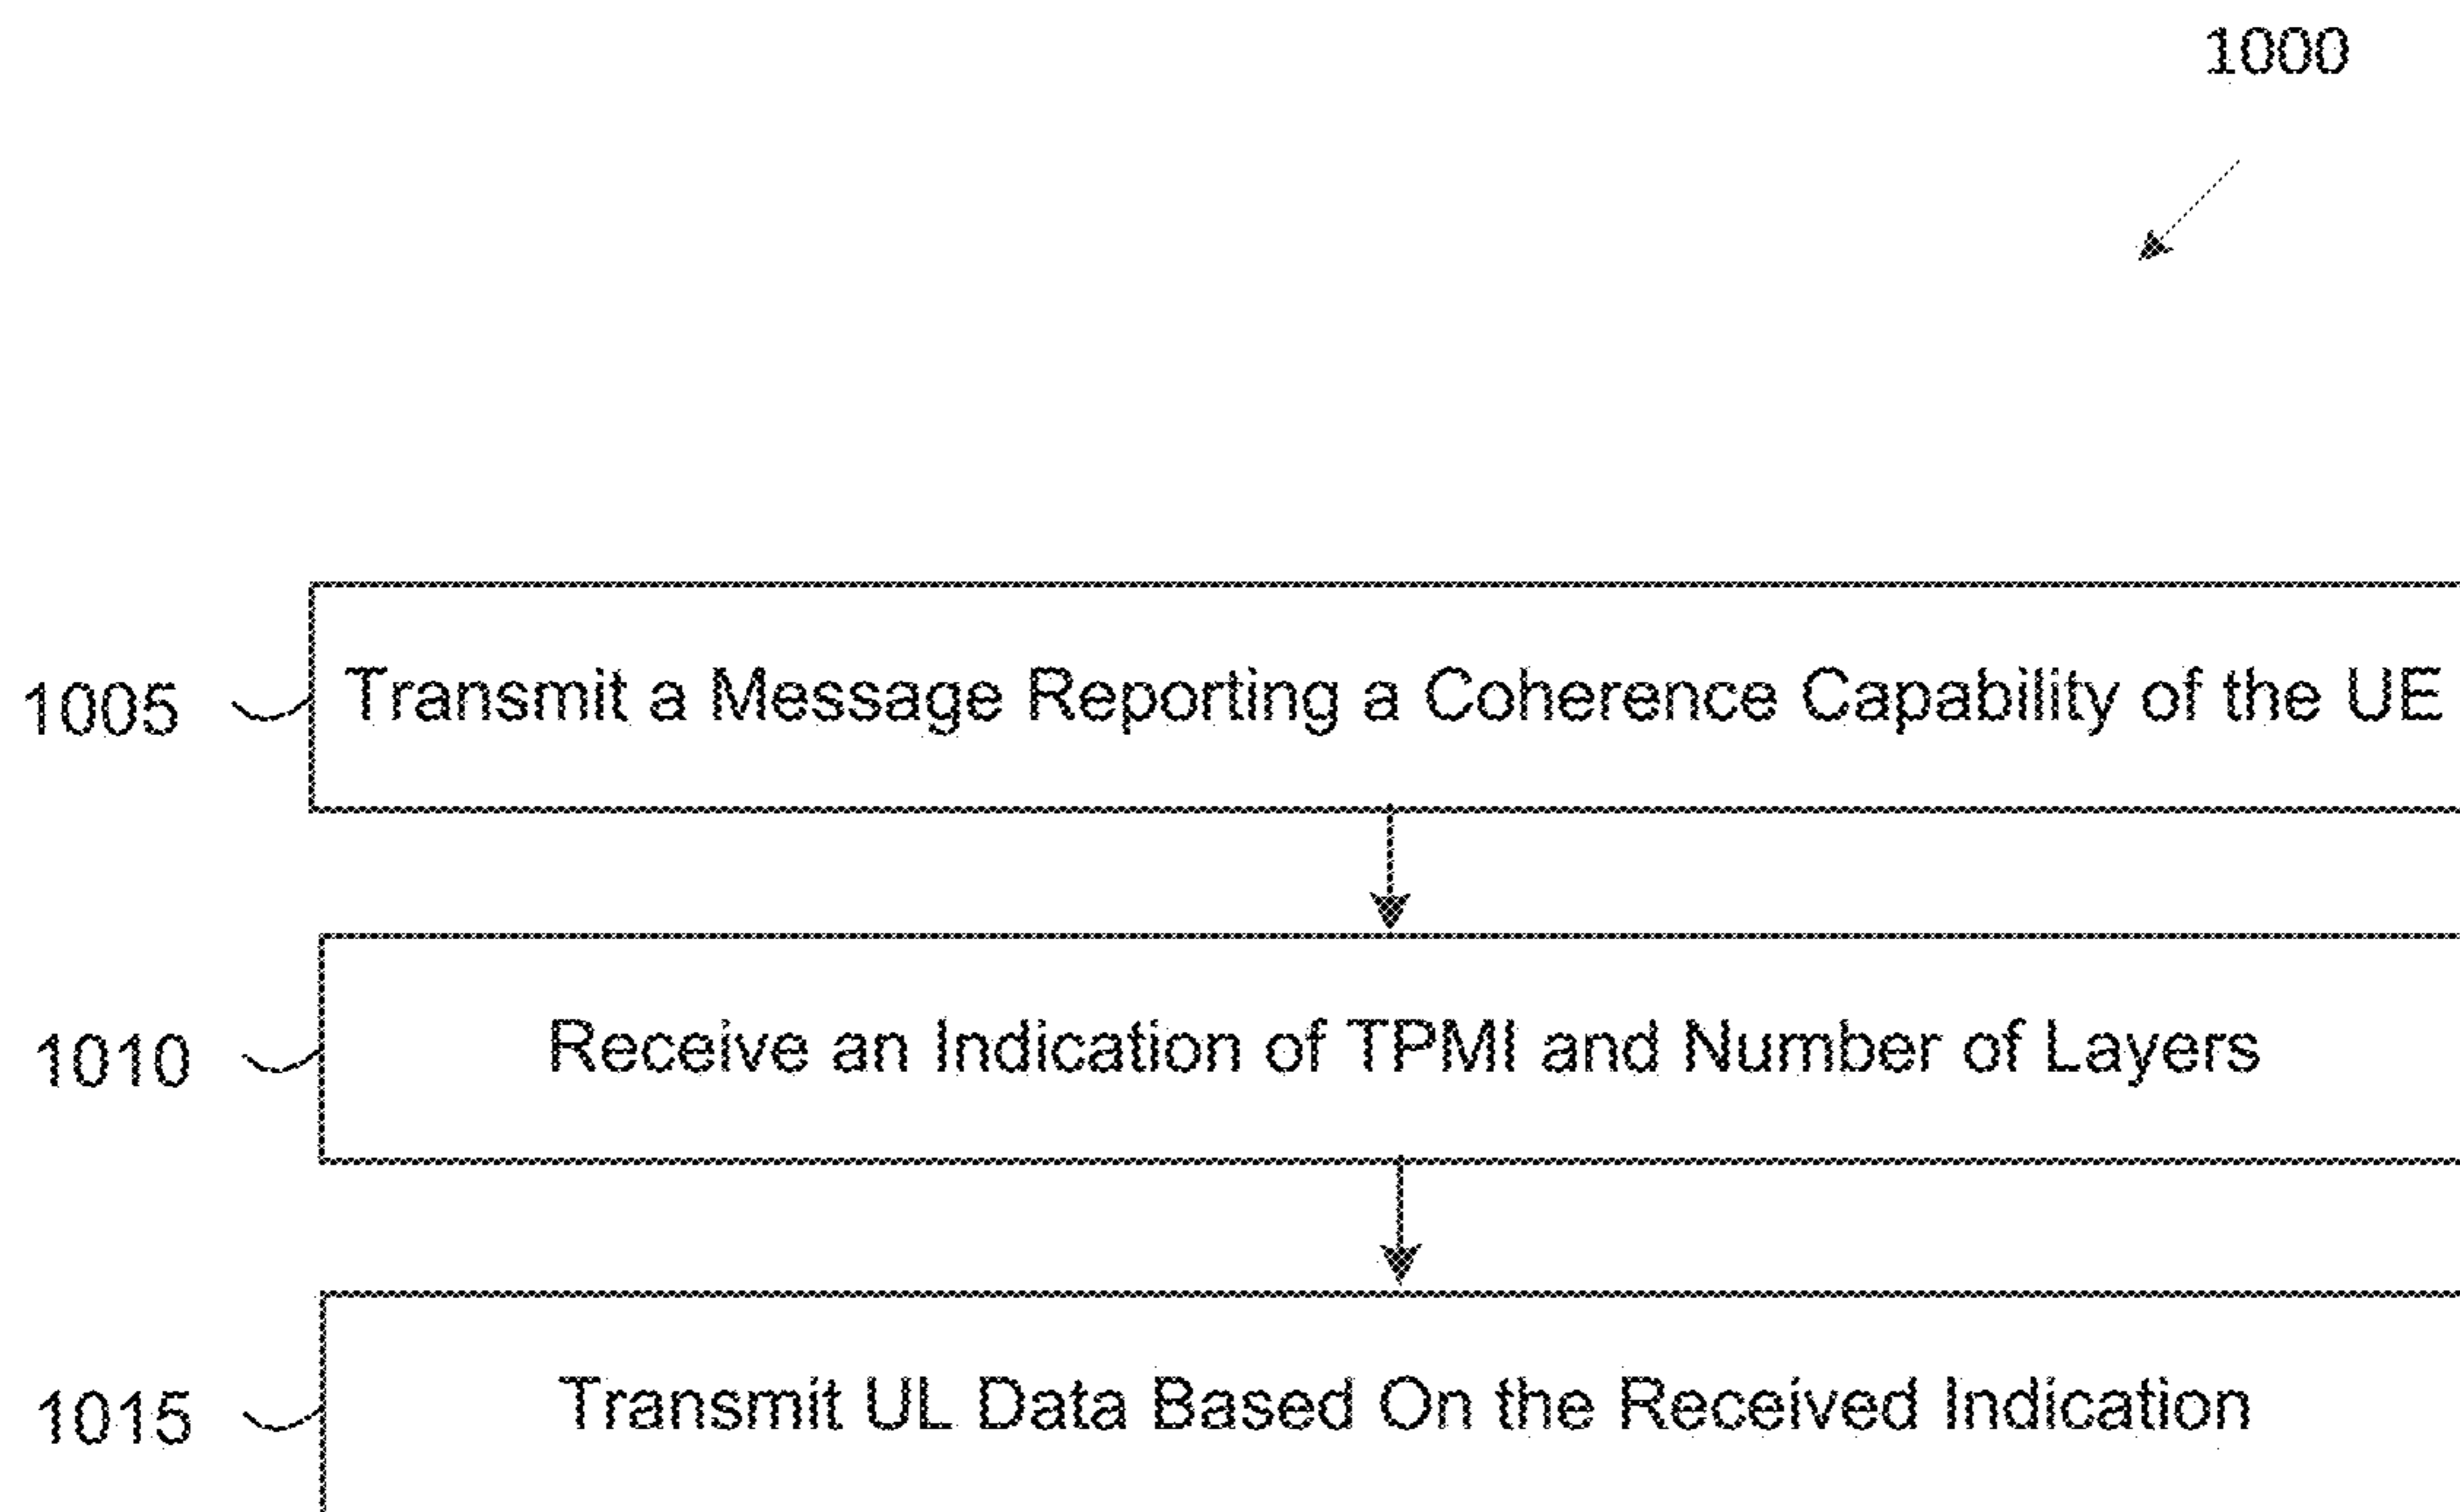 1000
1005 Transmit a Message Reporting a Coherence Capability of the UE
1010 Receive an Indication of TPMI and Number of Layers
1015 Transmit UL Data Based On the Received Indication